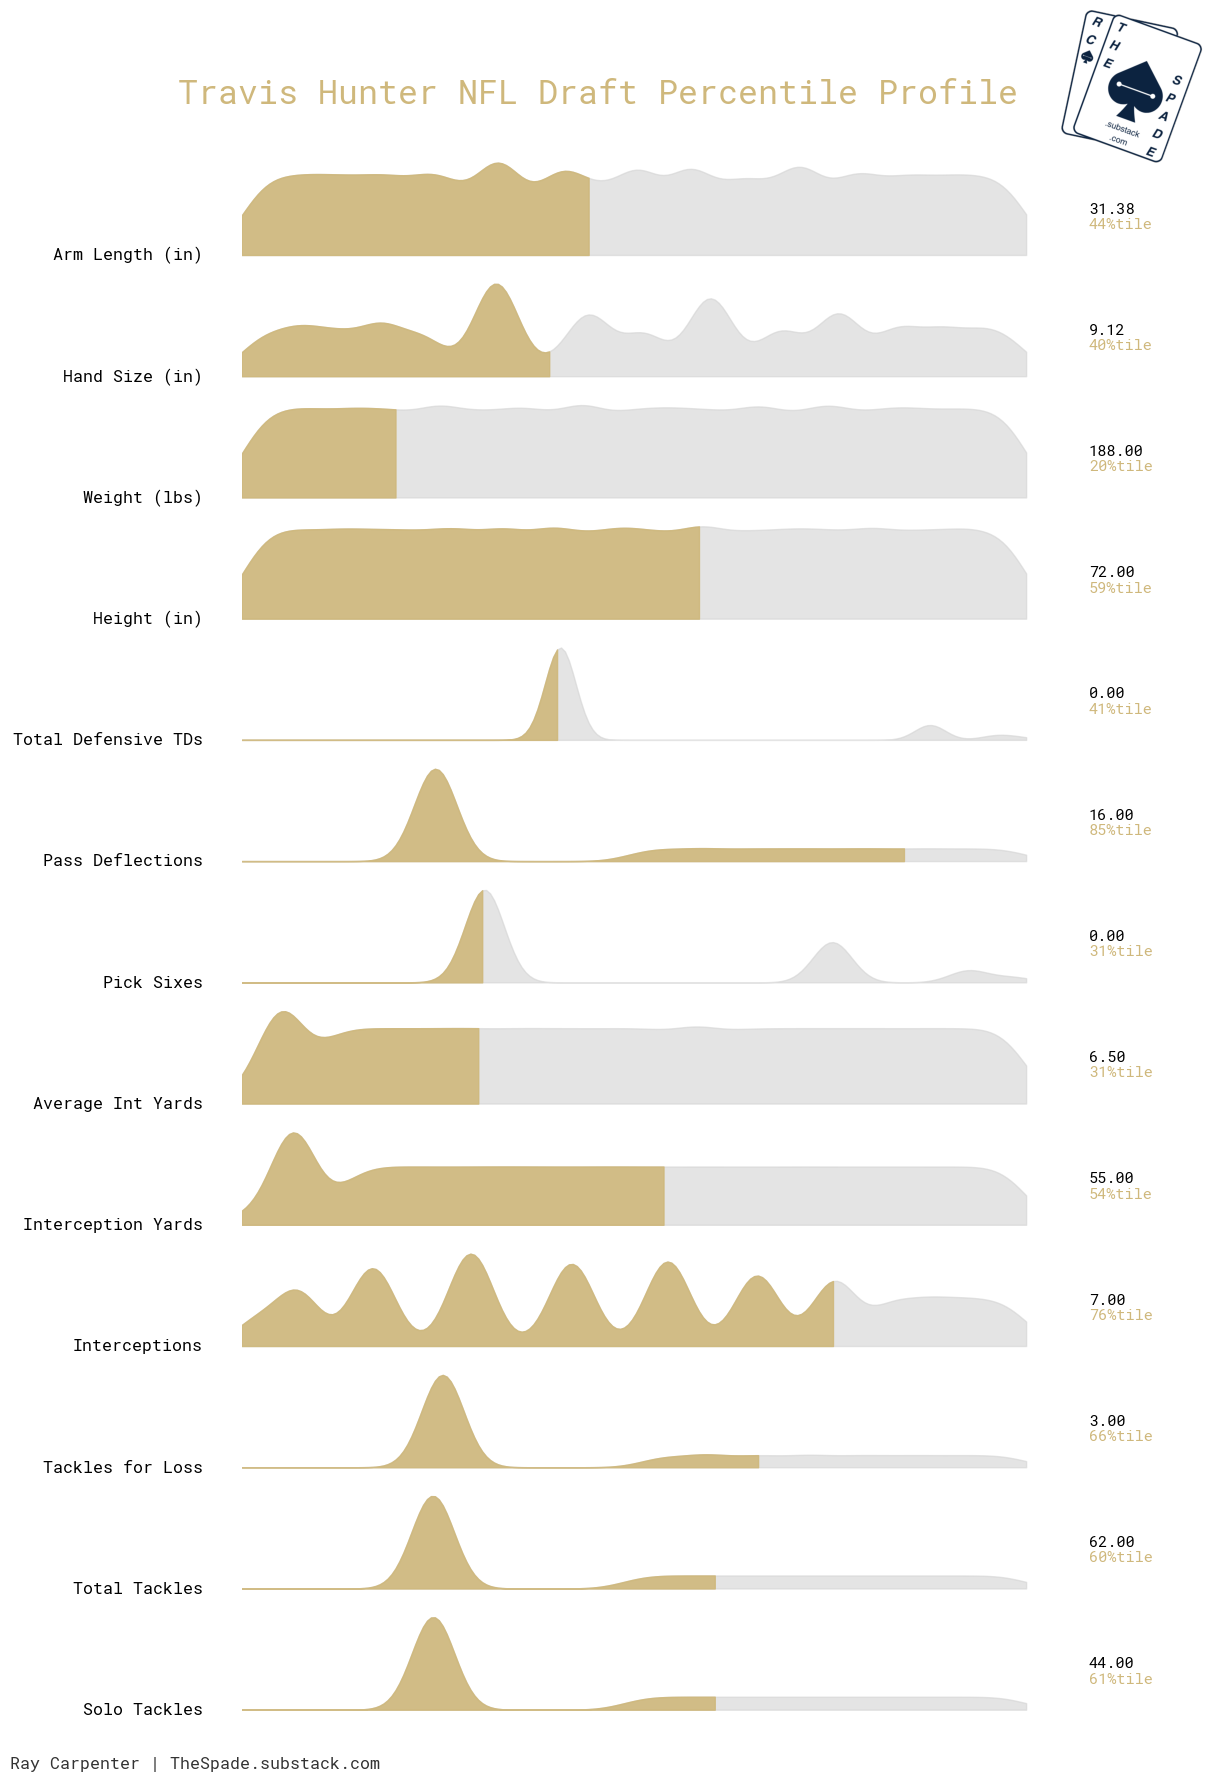 R
C
T
H
E
S
P
A
D
E
.substack
.com
Travis Hunter NFL Draft Percentile Profile
Arm Length (in)
31.38
44%tile
Hand Size (in)
9.12
40%tile
Weight (lbs)
188.00
20%tile
Height (in)
72.00
59%tile
Total Defensive TDs
0.00
41%tile
Pass Deflections
16.00
85%tile
Pick Sixes
0.00
31%tile
Average Int Yards
6.50
31%tile
Interception Yards
55.00
54%tile
Interceptions
7.00
76%tile
Tackles for Loss
3.00
66%tile
Total Tackles
62.00
60%tile
Solo Tackles
44.00
61%tile
Ray Carpenter | TheSpade.substack.com